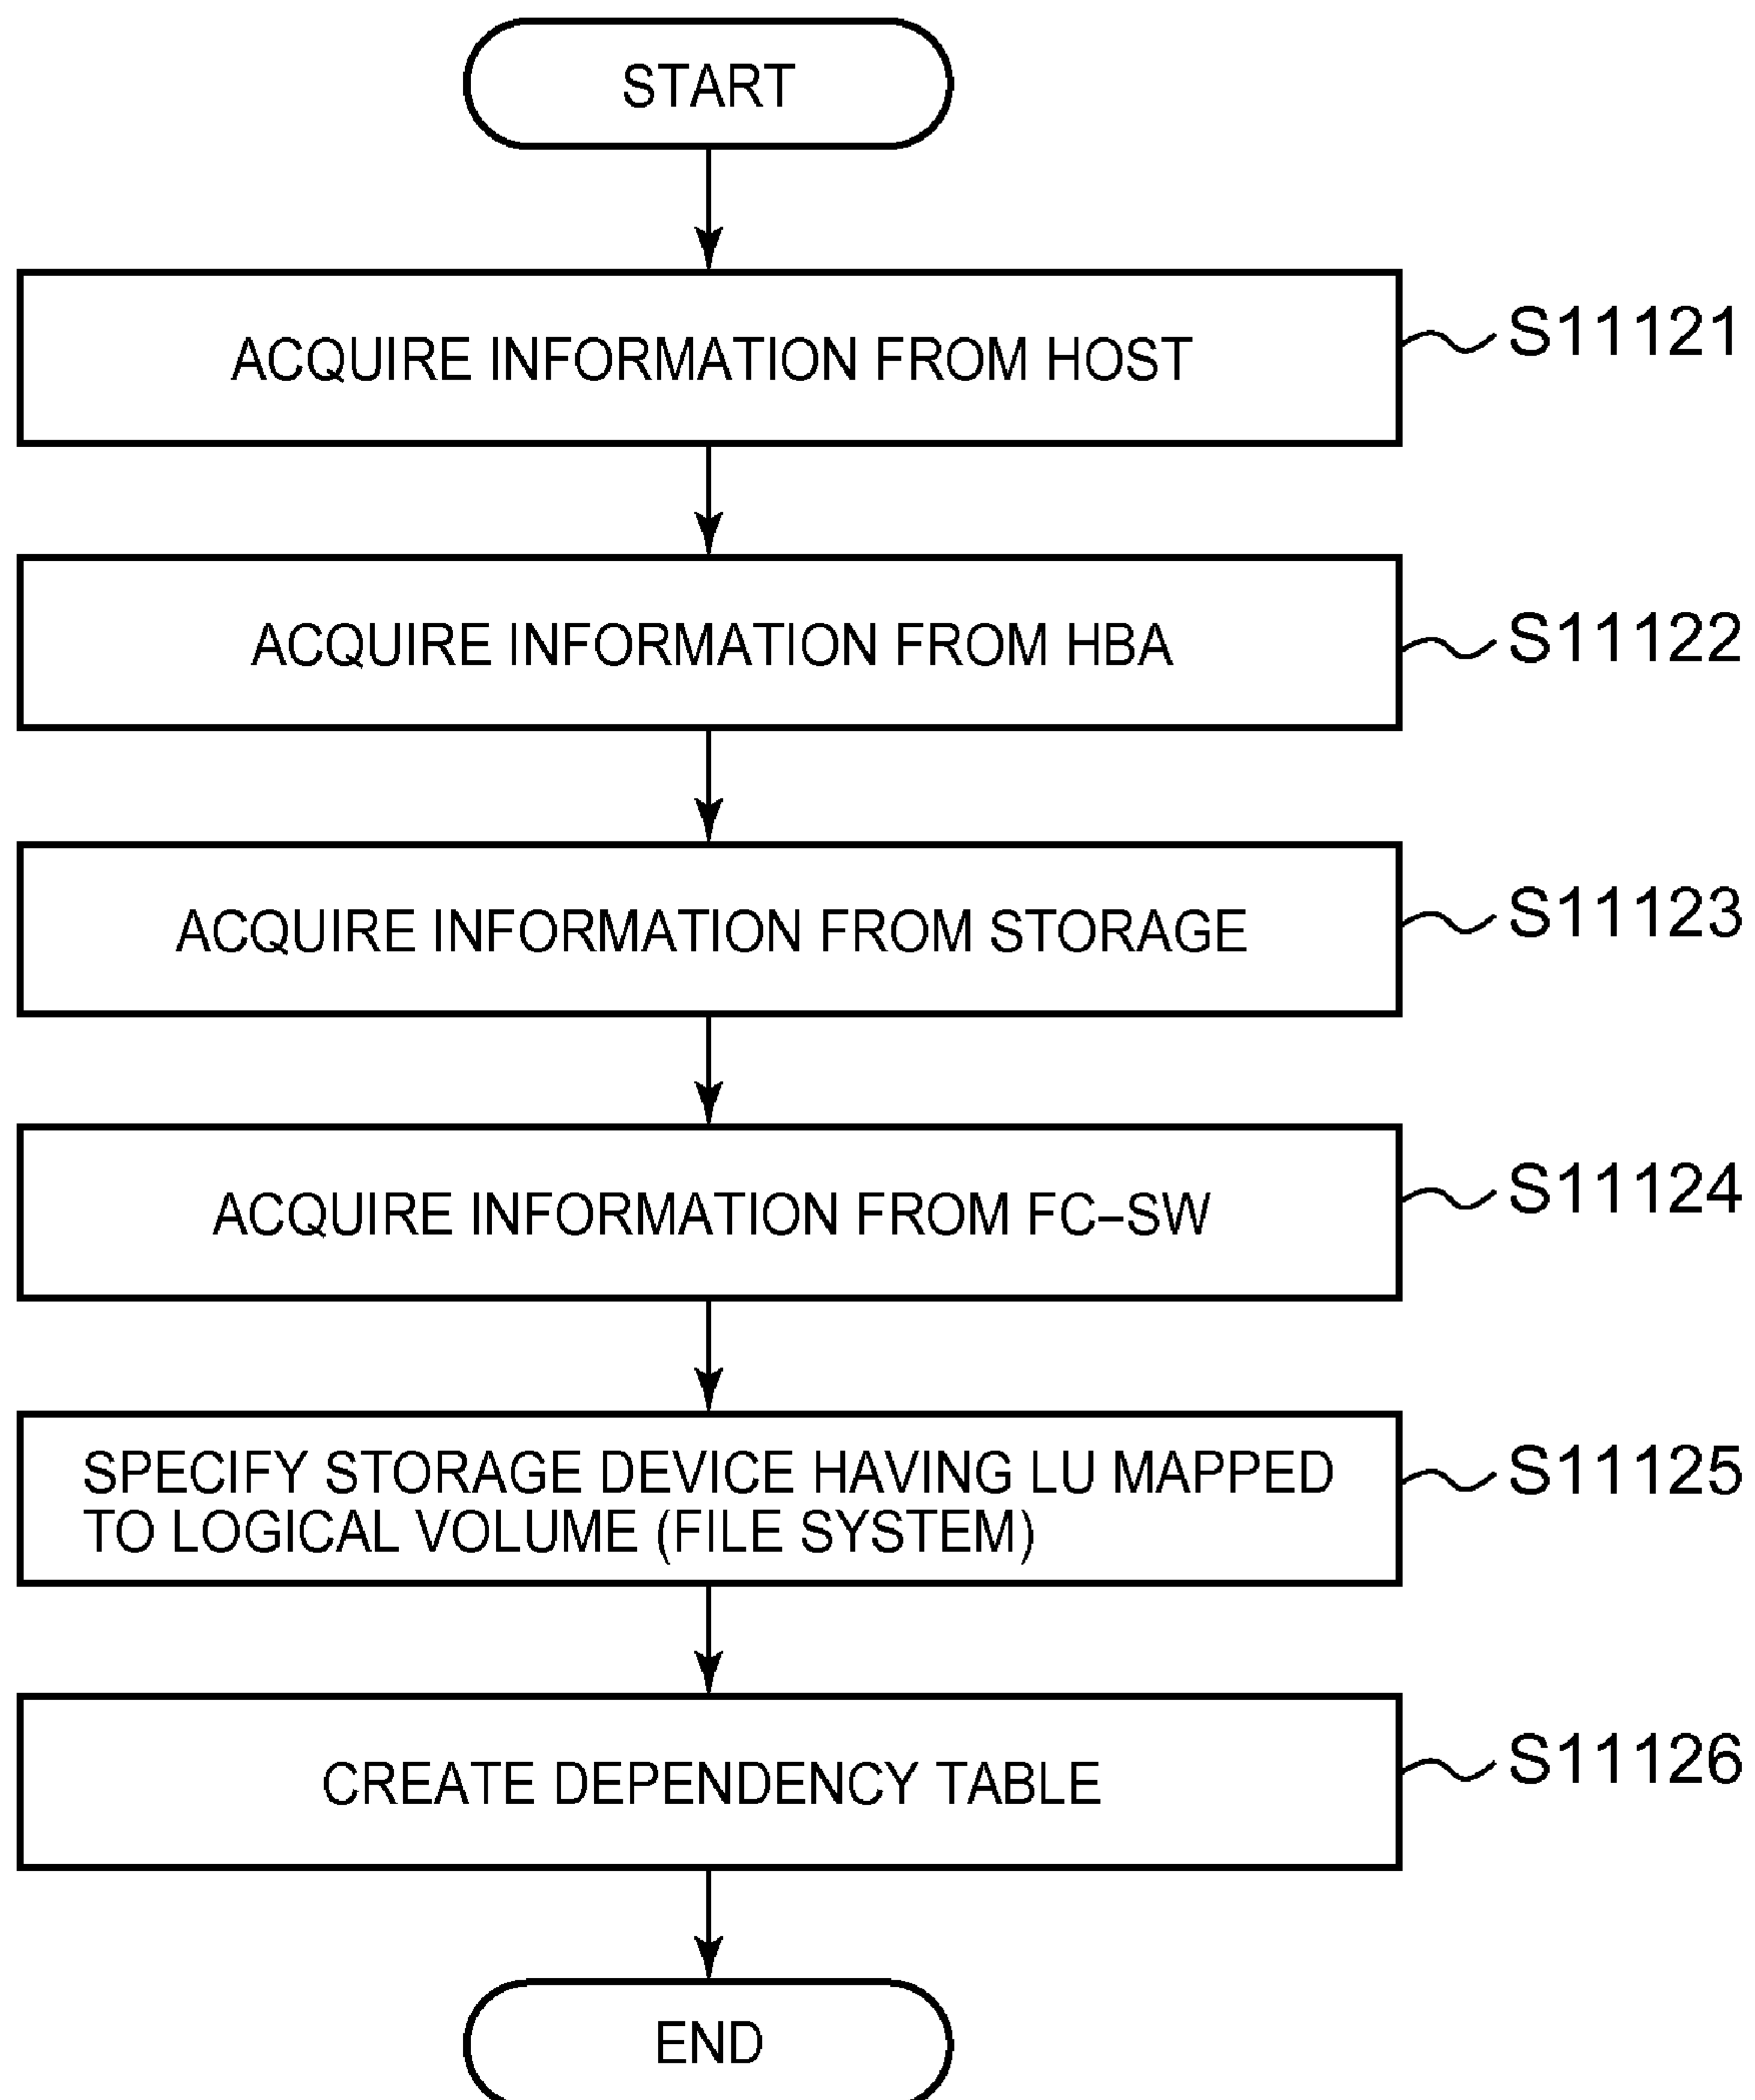 START
ACQUIRE INFORMATION FROM HOST
S11121
ACQUIRE INFORMATION FROM HBA
S11122
ACQUIRE INFORMATION FROM STORAGE
S11123
ACQUIRE INFORMATION FROM FC–SW
S11124
SPECIFY STORAGE DEVICE HAVING LU MAPPED
TO LOGICAL VOLUME (FILE SYSTEM)
S11125
CREATE DEPENDENCY TABLE
S11126
END